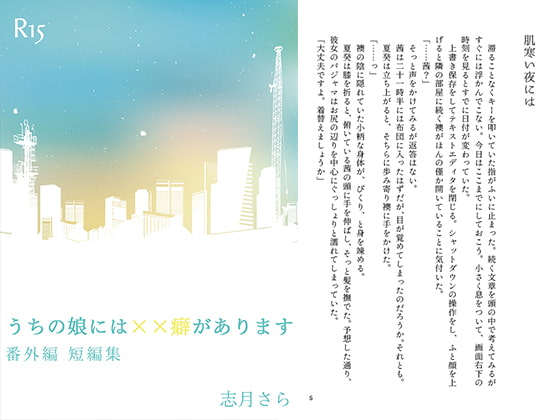 R15
うちの娘には××癖があります
番外編 短編集
志月さら
肌寒い夜には
滞ることなくキーを叩いていた指がふいに止まった。続く文章を頭の中で考えてみるが
すぐには浮かんでこない。今日はここまでにしておこう。小さく息をついて、画面右下の
時刻を見るとすでに日付が変わっていた。
上書き保存をしてテキストエディタを閉じる。シャットダウンの操作をし、ふと顔を上
げると隣の部屋に続く襖がほんの僅か開いていることに気付いた。
「……茜？」
そっと声をかけてみるが返答はない。
茜は二十一時半には布団に入ったはずだが、目が覚めてしまったのだろうか。それとも。
夏葵は立ち上がると、そちらに歩み寄り襖に手をかけた。
「……っ」
襖の陰に隠れていた小柄な身体が、びくり、と身を竦める。
夏葵は膝を折ると、俯いている茜の頭に手を伸ばし、そっと髪を撫でた。予想した通り、
彼女のパジャマはお尻の辺りを中心にぐっしょりと濡れてしまっていた。
「大丈夫ですよ。着替えましょうか」
5